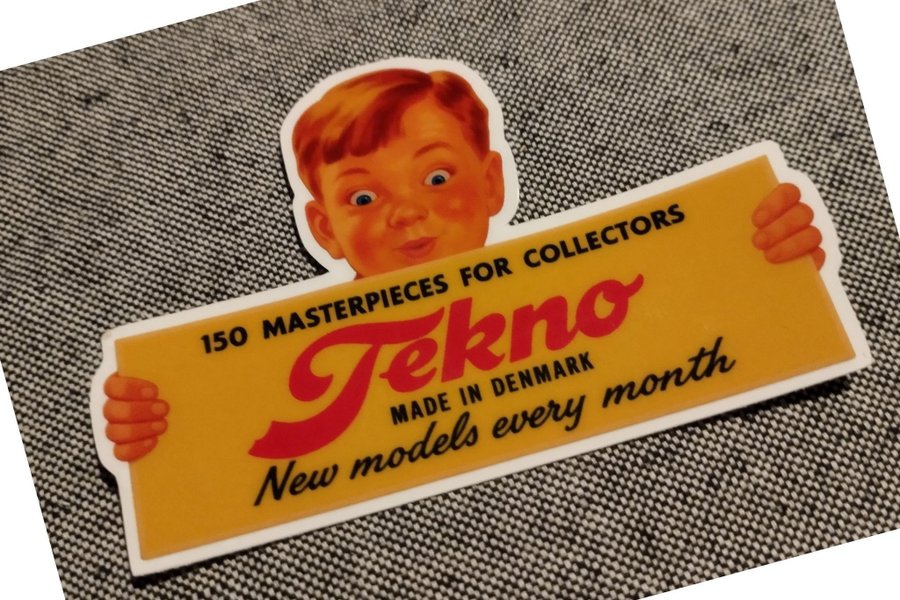 150 MASTERPIECES FOR COLLECTORS
Tekno
MADE IN DENMARK
New models every month